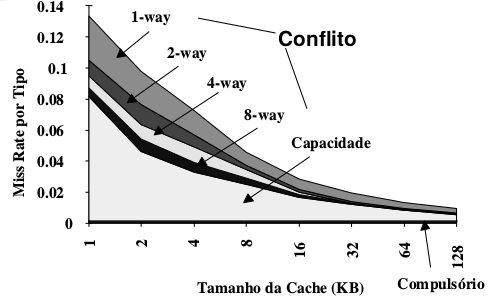 0.14
0.12
0.1
0.08
0.06
0.04
0.02
0
Miss Rate por Tipo
1-way
Conflito
2-way
4-way
8-way
Capacidade
1
2
4
8
16
32
64
128
Tamanho da Cache (KB)
Compulsório